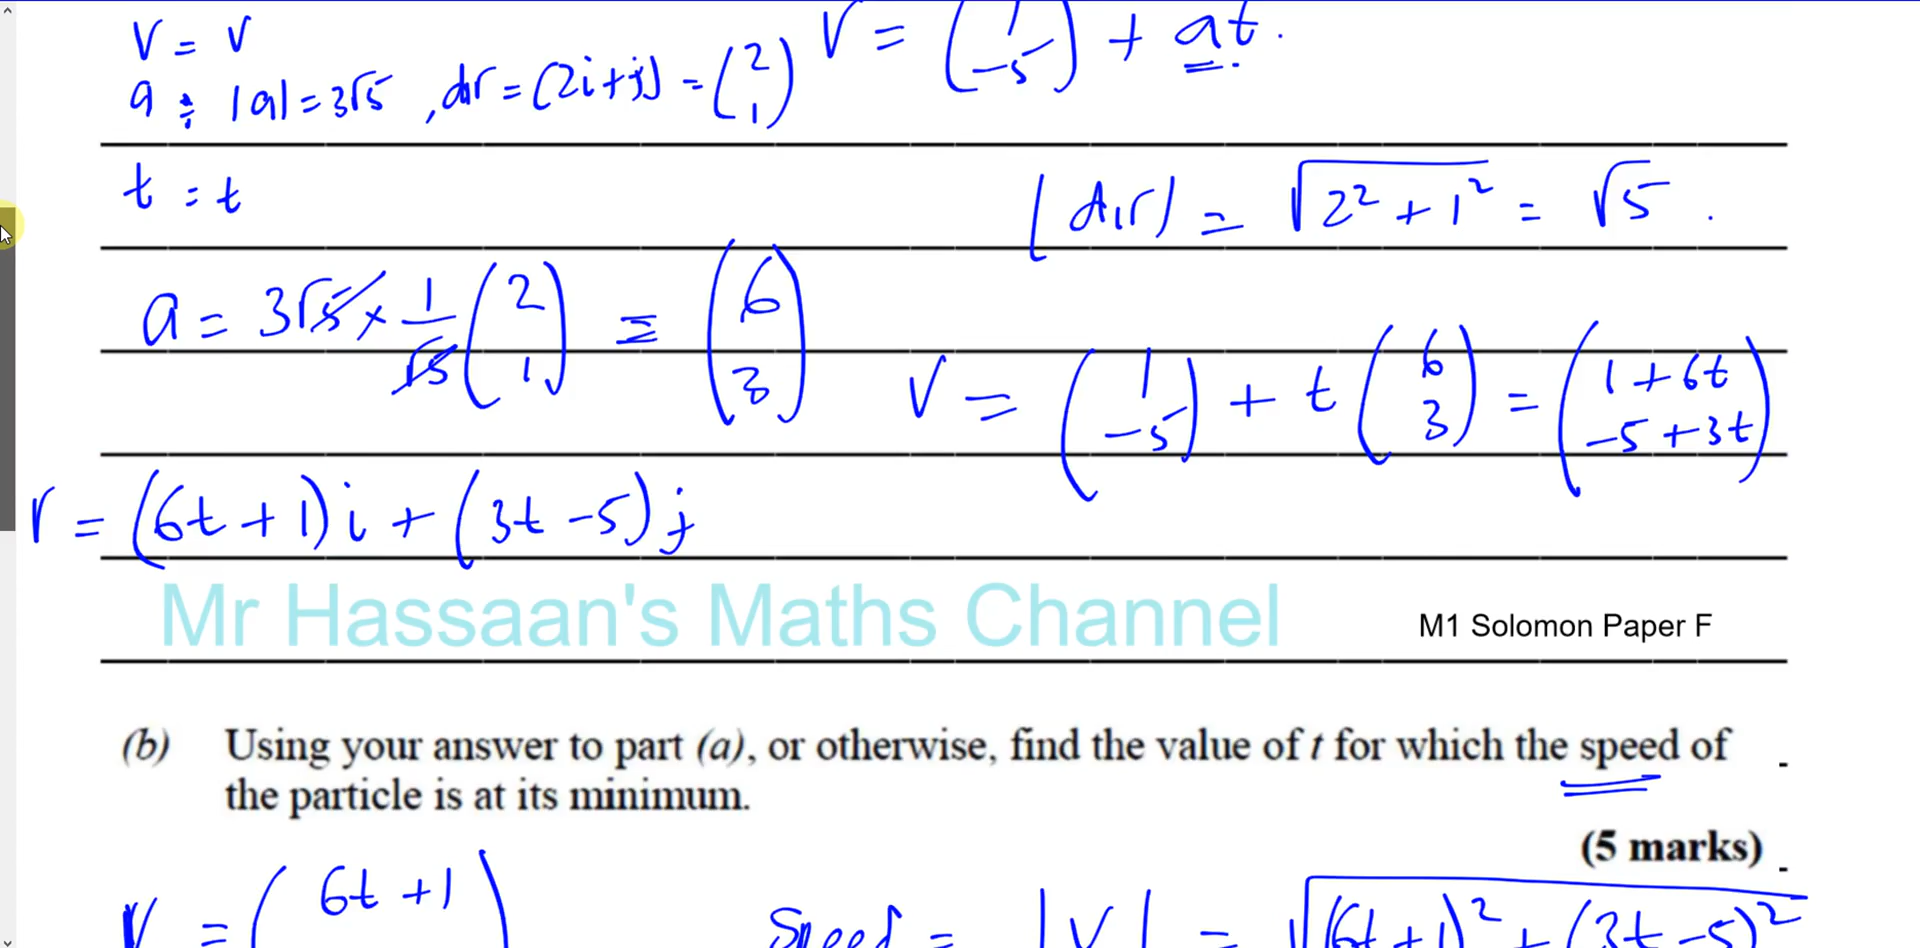 V = V
V = (1 -5) + at.
a : |a| = 3√5 , dir = (2i+j) = (2 1)
t = t
|dir| = √2² + 1² = √5 .
a = 3√5 × 1/√5 (2 1) = (6 3)
V = (1 -5) + t (6 3) = (1 + 6t -5 + 3t)
V = (6t + 1) i + (3t - 5) j
Mr Hassaan's Maths Channel
M1 Solomon Paper F
(b) Using your answer to part (a), or otherwise, find the value of t for which the speed of
the particle is at its minimum.
(5 marks)
V = (6t + 1
Speed = |V| = √(6t + 1)² + (3t - 5)²